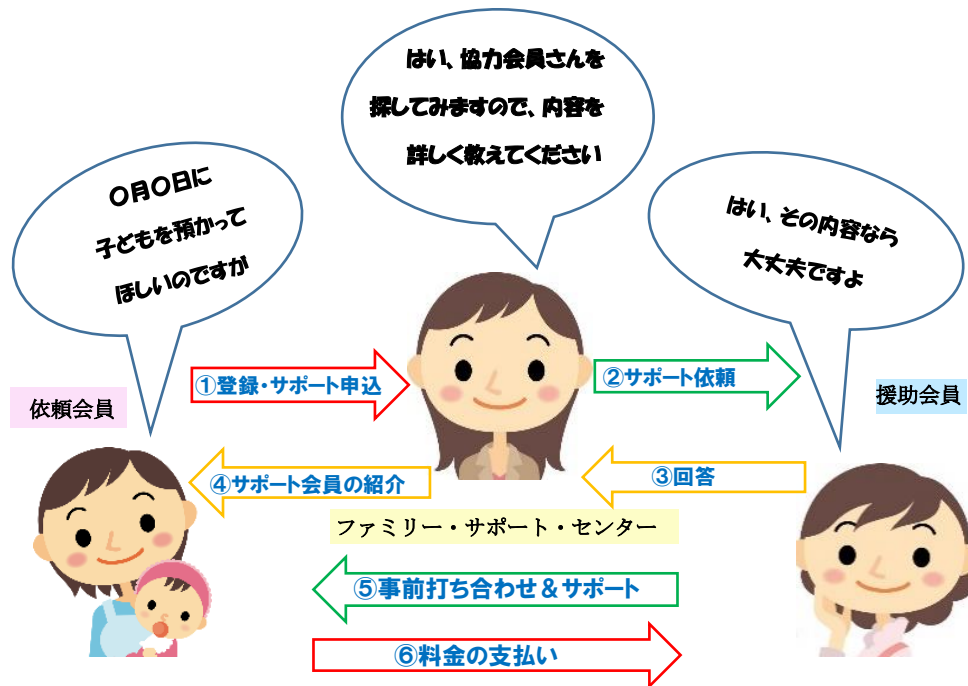 はい、協力会員さんを
探してみますので、内容を
詳しく教えてください
〇月〇日に
子どもを預かって
ほしいのですが
はい、その内容なら
大丈夫ですよ
①登録・サポート申込
②サポート依頼
依頼会員
援助会員
④サポート会員の紹介
③回答
ファミリー・サポート・センター
⑤事前打ち合わせ＆サポート
⑥料金の支払い